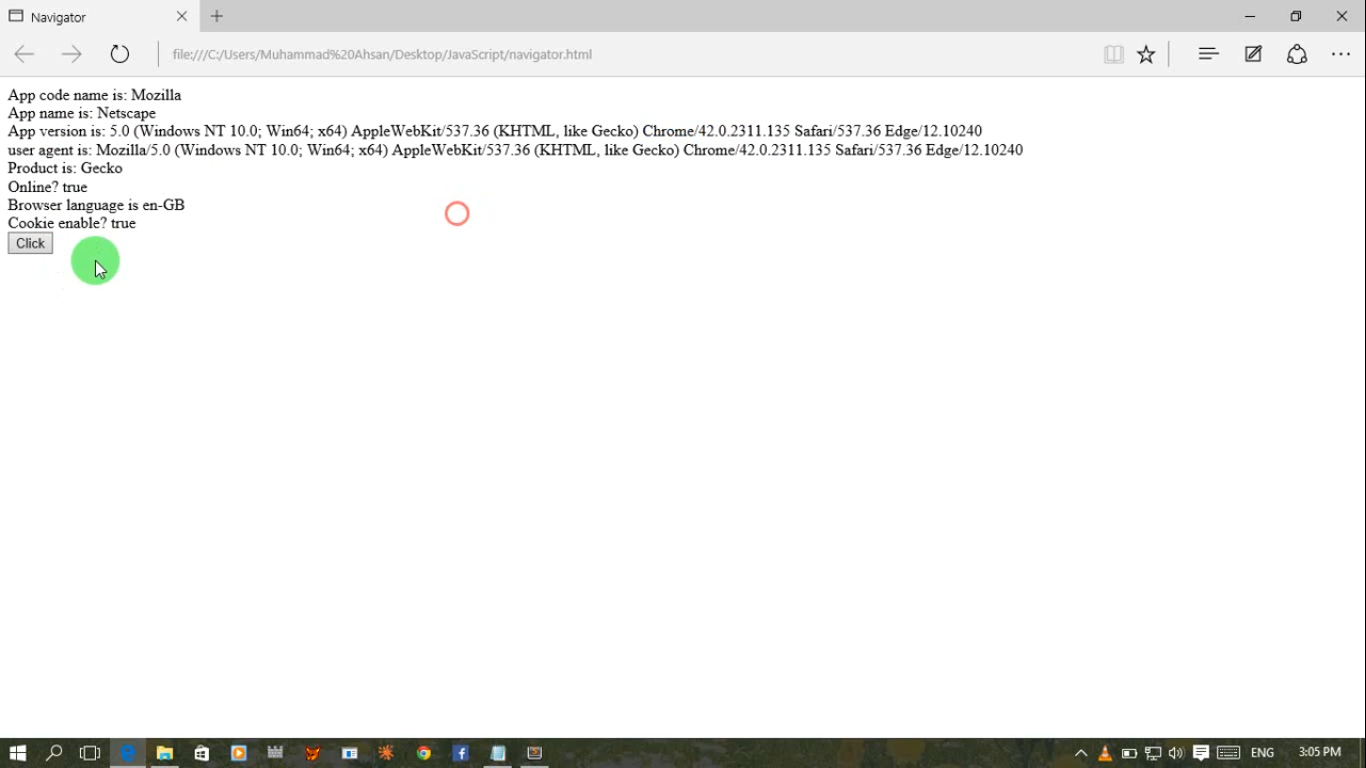 Navigator
file:///C:/Users/Muhammad%20Ahsan/Desktop/JavaScript/navigator.html
App code name is: Mozilla
App name is: Netscape
App version is: 5.0 (Windows NT 10.0; Win64; x64) AppleWebKit/537.36 (KHTML, like Gecko) Chrome/42.0.2311.135 Safari/537.36 Edge/12.10240
user agent is: Mozilla/5.0 (Windows NT 10.0; Win64; x64) AppleWebKit/537.36 (KHTML, like Gecko) Chrome/42.0.2311.135 Safari/537.36 Edge/12.10240
Product is: Gecko
Online? true
Browser language is en-GB
Cookie enable? true
Click
ENG 3:05 PM